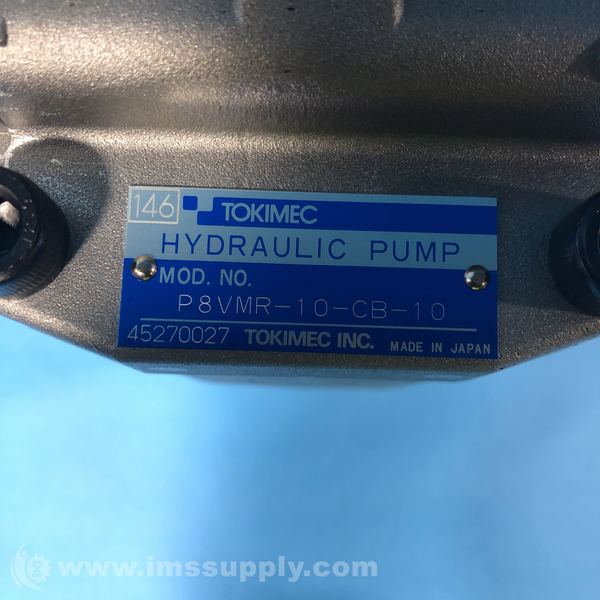 146 TOKIMEC
HYDRAULIC PUMP
MOD. NO.
P8VMR-10-CB-10
45270027 TOKIMEC INC. MADE IN JAPAN
www.imssupply.com